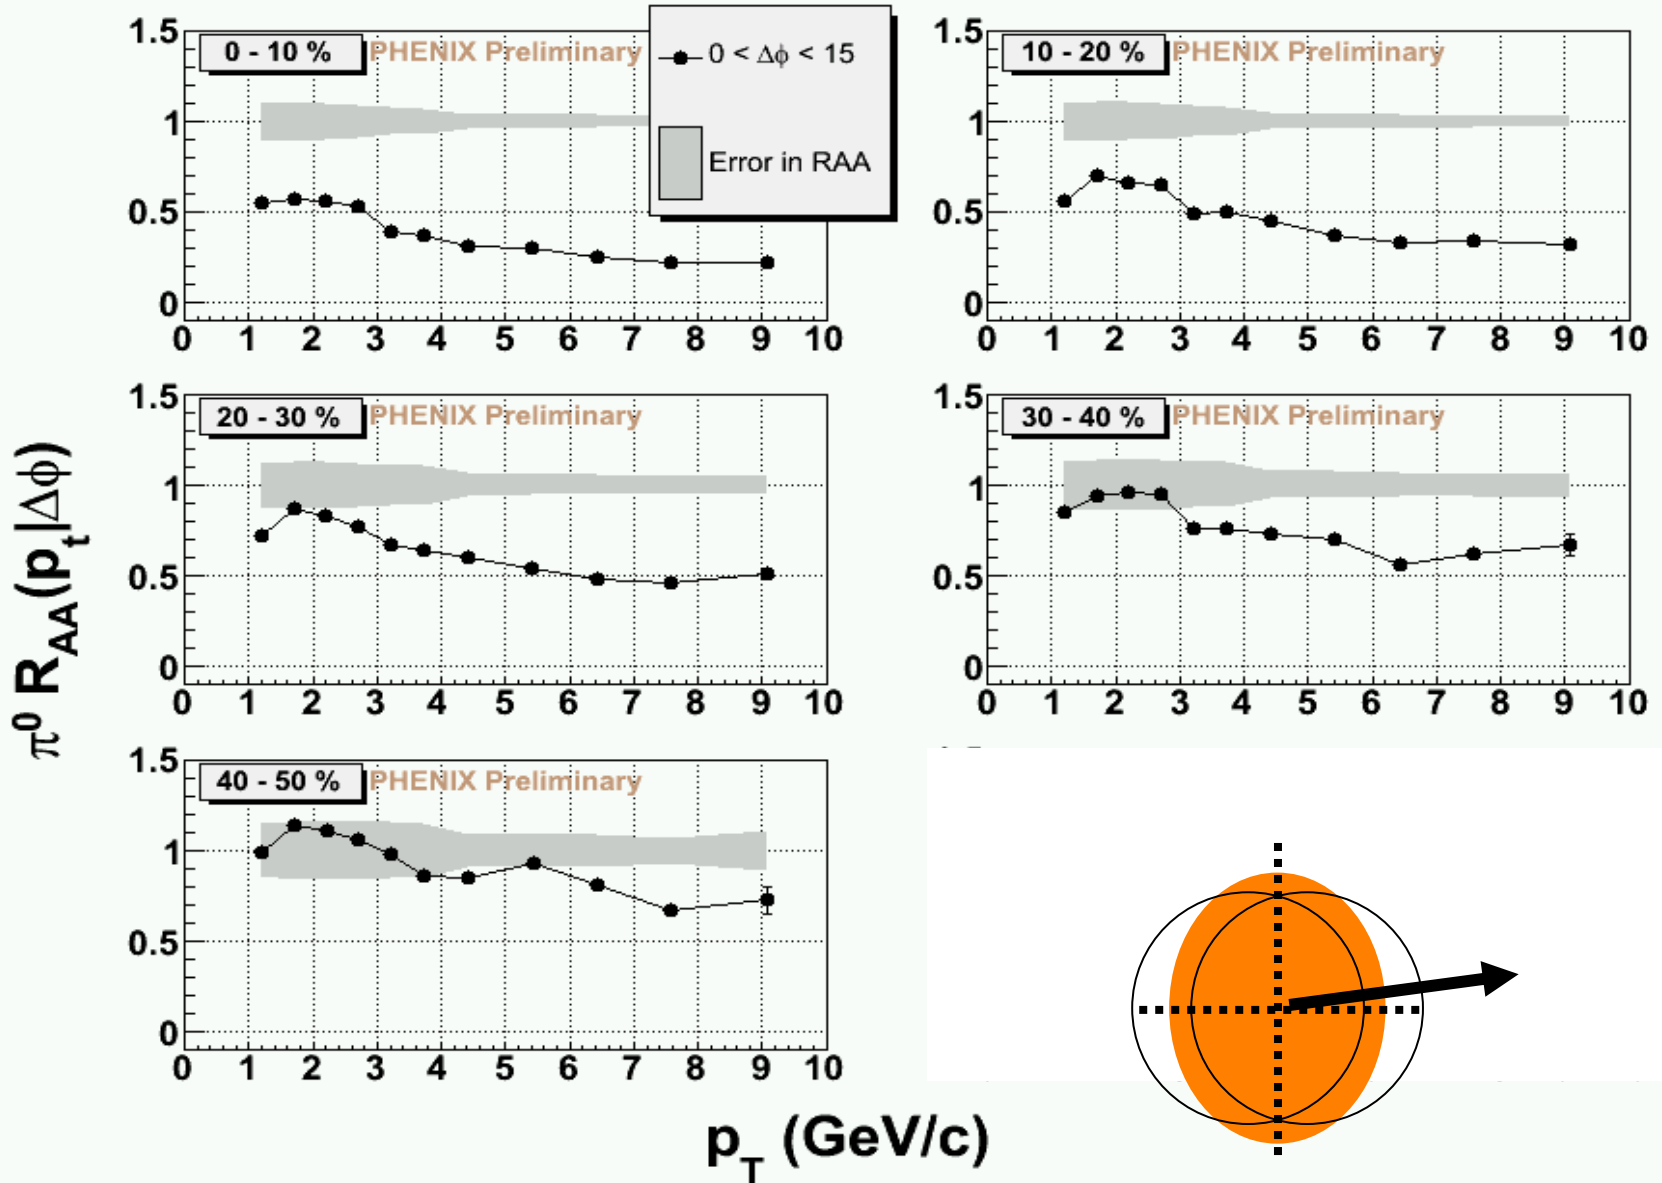 1.5
0 - 10 %
PHENIX Preliminary
0 < Δϕ < 15
Error in RAA
1
0.5
0
0 1 2 3 4 5 6 7 8 9 10
1.5
10 - 20 %
PHENIX Preliminary
1
0.5
0
0 1 2 3 4 5 6 7 8 9 10
1.5
20 - 30 %
PHENIX Preliminary
1
0.5
0
0 1 2 3 4 5 6 7 8 9 10
1.5
30 - 40 %
PHENIX Preliminary
1
0.5
0
0 1 2 3 4 5 6 7 8 9 10
1.5
40 - 50 %
PHENIX Preliminary
1
0.5
0
0 1 2 3 4 5 6 7 8 9 10
π⁰ R_AA(p_t|Δϕ)
p_T (GeV/c)